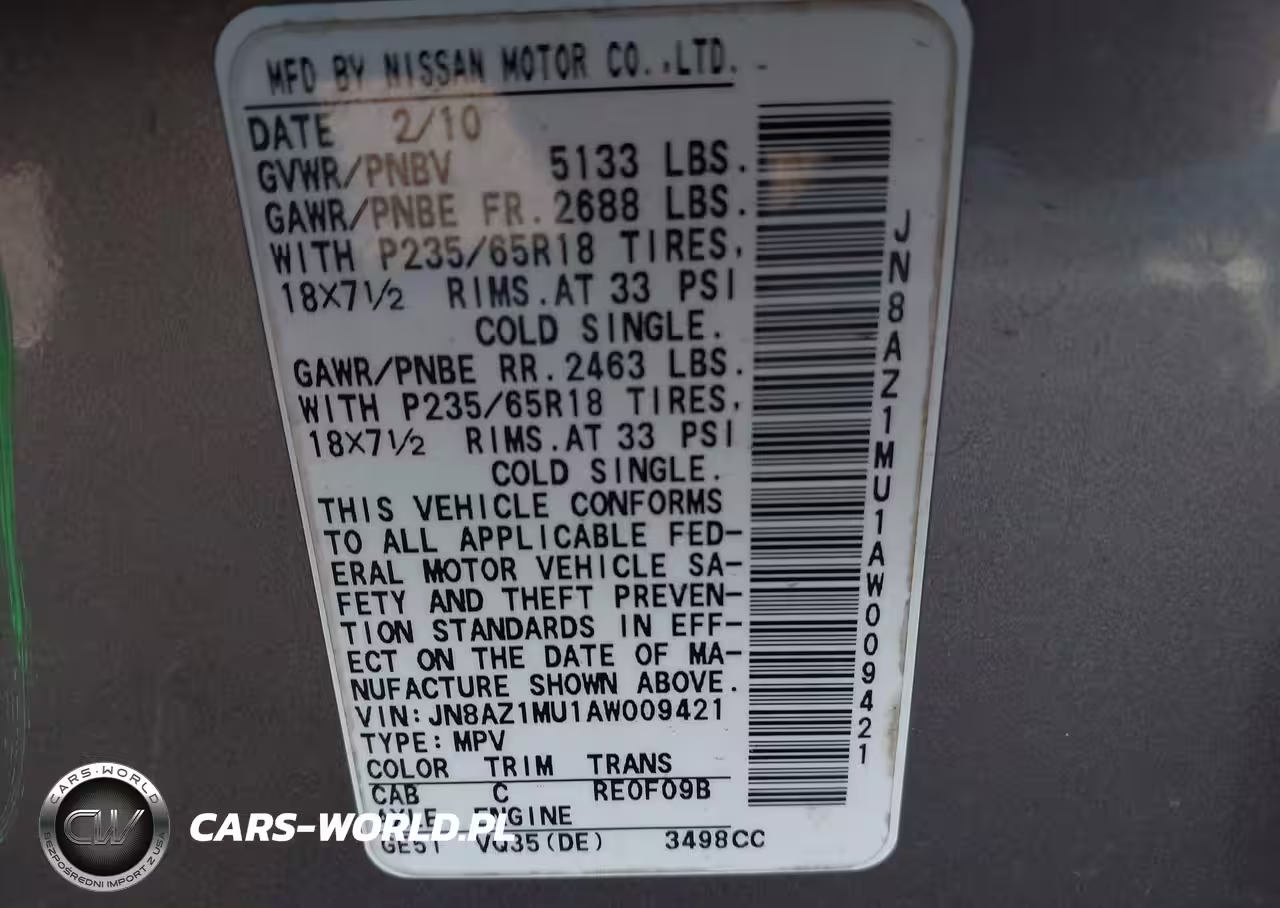 MFD BY NISSAN MOTOR CO.,LTD.
DATE 2/10
GVWR/PNBV 5133 LBS.
GAWR/PNBE FR. 2688 LBS.
WITH P235/65R18 TIRES,
18X7½ RIMS.AT 33 PSI
COLD SINGLE.
GAWR/PNBE RR. 2463 LBS.
WITH P235/65R18 TIRES,
18X7½ RIMS.AT 33 PSI
COLD SINGLE.
THIS VEHICLE CONFORMS
TO ALL APPLICABLE FED-
ERAL MOTOR VEHICLE SA-
FETY AND THEFT PREVEN-
TION STANDARDS IN EFF-
ECT ON THE DATE OF MA-
NUFACTURE SHOWN ABOVE.
VIN:JN8AZ1MU1AW009421
TYPE:MPV
COLOR TRIM TRANS
CAB C RE0F09B
AXLE ENGINE
GE51 VQ35(DE) 3498CC
JN8AZ1MU1AW009421
CARS-WORLD
CW
BEZPOŚREDNI IMPORT Z USA
CARS-WORLD.PL